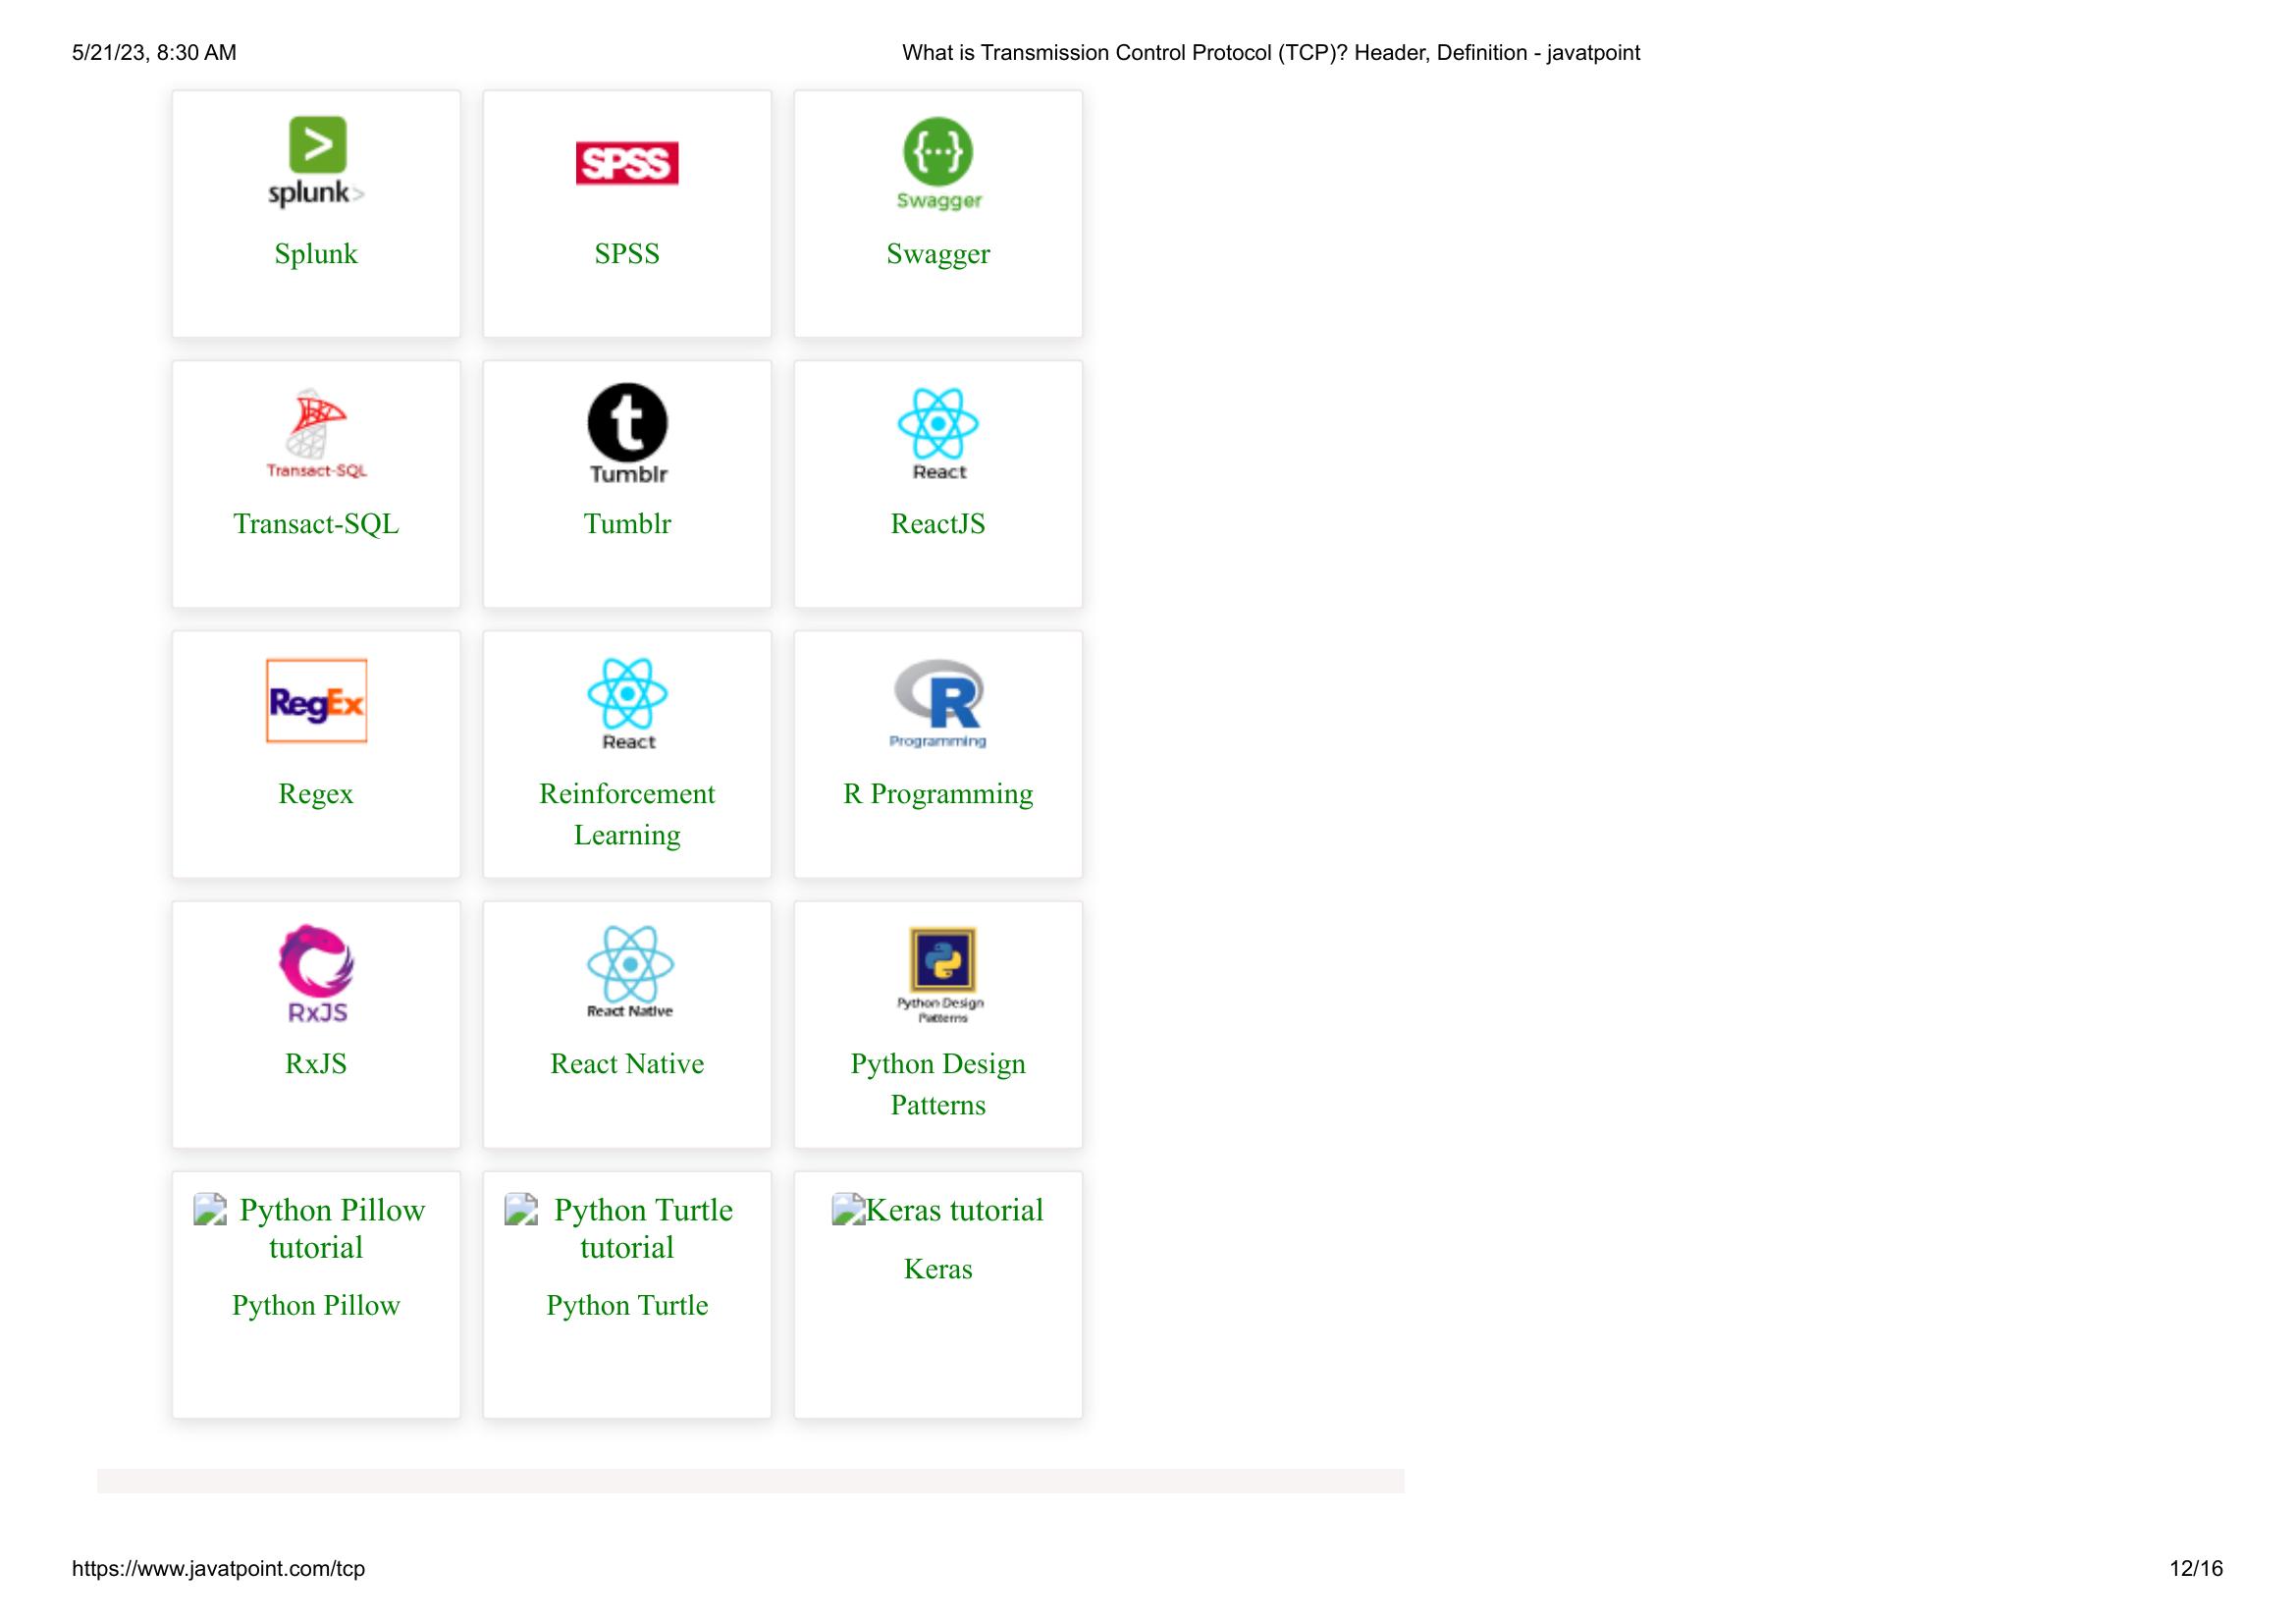 5/21/23, 8:30 AM
What is Transmission Control Protocol (TCP)? Header, Definition - javatpoint
splunk>
Splunk
SPSS
SPSS
Swagger
Swagger
Transact-SQL
Transact-SQL
t
Tumblr
Tumblr
React
ReactJS
RegEx
Regex
React
Reinforcement
Learning
R
Programming
R Programming
RxJS
RxJS
React Native
React Native
Python Design
Patterns
Python Design
Patterns
Python Pillow
tutorial
Python Pillow
Python Turtle
tutorial
Python Turtle
Keras tutorial
Keras
https://www.javatpoint.com/tcp
12/16